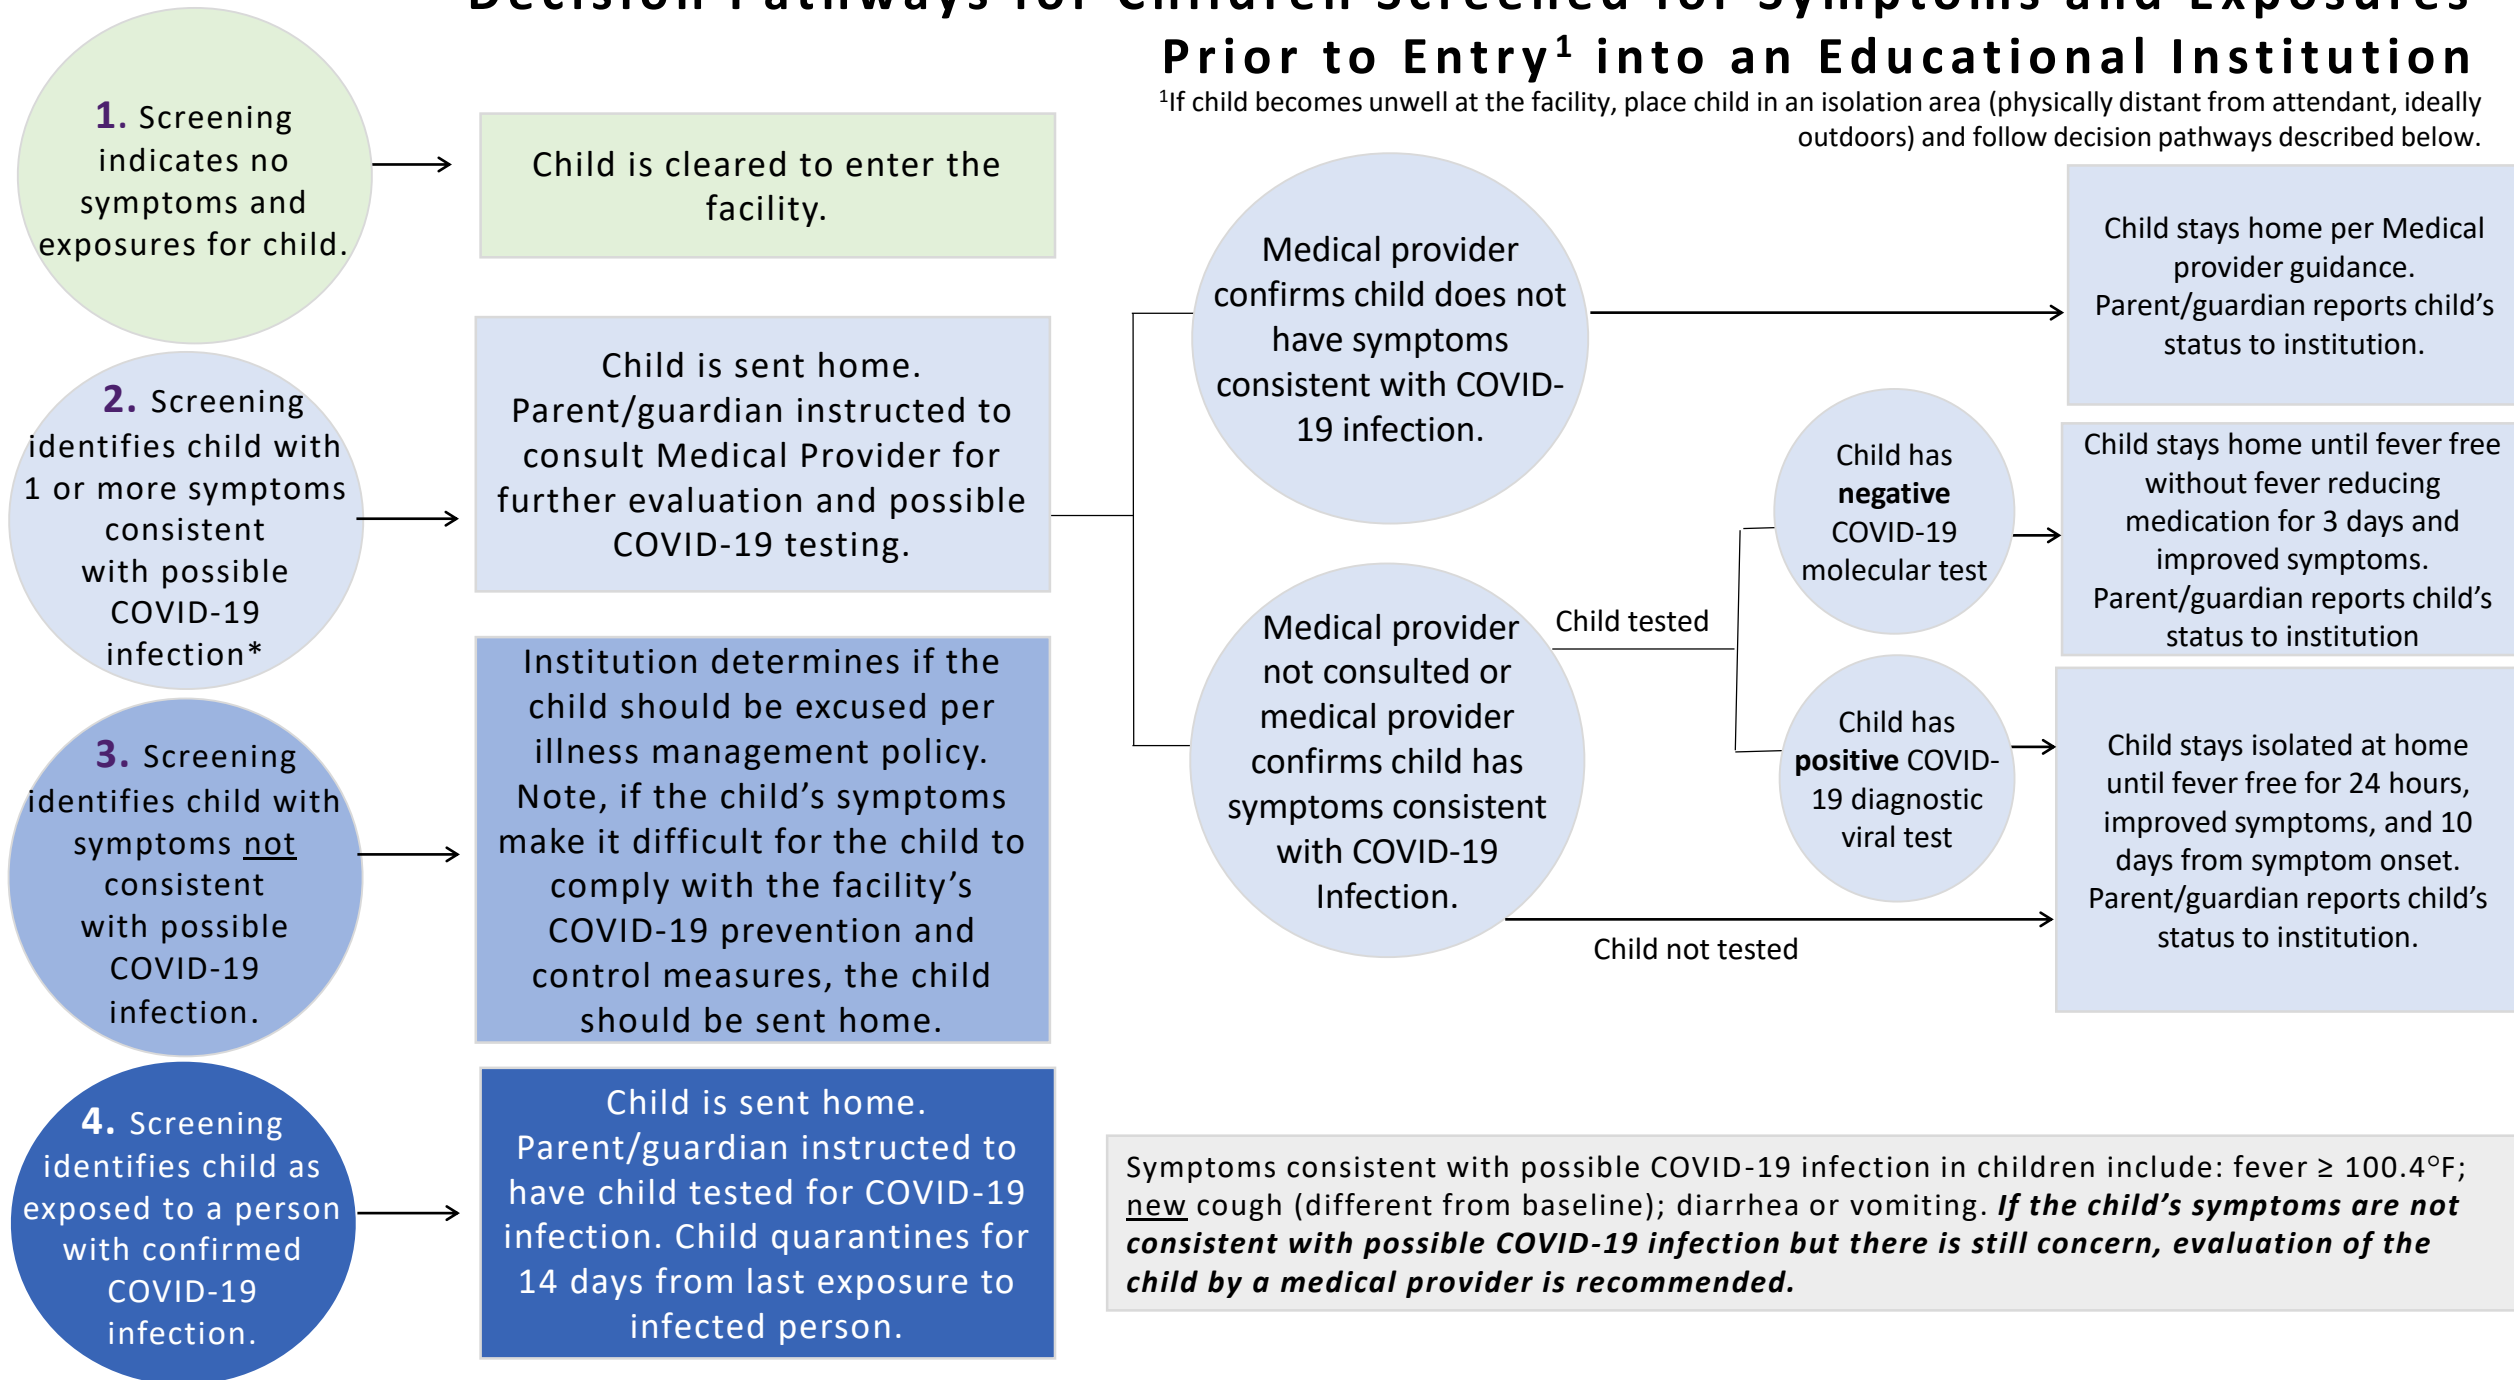 Decision Pathways for Children Screened for Symptoms and Exposures
Prior to Entry¹ into an Educational Institution
¹If child becomes unwell at the facility, place child in an isolation area (physically distant from attendant, ideally
outdoors) and follow decision pathways described below.
1. Screening
indicates no
symptoms and
exposures for child.
Child is cleared to enter the
facility.
2. Screening
identifies child with
1 or more symptoms
consistent
with possible
COVID-19
infection*
Child is sent home.
Parent/guardian instructed to
consult Medical Provider for
further evaluation and possible
COVID-19 testing.
Medical provider
confirms child does not
have symptoms
consistent with COVID-
19 infection.
Child stays home per Medical
provider guidance.
Parent/guardian reports child’s
status to institution.
Medical provider
not consulted or
medical provider
confirms child has
symptoms consistent
with COVID-19
Infection.
Child tested
Child has
negative
COVID-19
molecular test
Child stays home until fever free
without fever reducing
medication for 3 days and
improved symptoms.
Parent/guardian reports child’s
status to institution
Child has
positive COVID-
19 diagnostic
viral test
Child stays isolated at home
until fever free for 24 hours,
improved symptoms, and 10
days from symptom onset.
Parent/guardian reports child’s
status to institution.
Child not tested
3. Screening
identifies child with
symptoms not
consistent
with possible
COVID-19
infection.
Institution determines if the
child should be excused per
illness management policy.
Note, if the child’s symptoms
make it difficult for the child to
comply with the facility’s
COVID-19 prevention and
control measures, the child
should be sent home.
4. Screening
identifies child as
exposed to a person
with confirmed
COVID-19
infection.
Child is sent home.
Parent/guardian instructed to
have child tested for COVID-19
infection. Child quarantines for
14 days from last exposure to
infected person.
Symptoms consistent with possible COVID-19 infection in children include: fever ≥ 100.4°F;
new cough (different from baseline); diarrhea or vomiting. If the child’s symptoms are not
consistent with possible COVID-19 infection but there is still concern, evaluation of the
child by a medical provider is recommended.